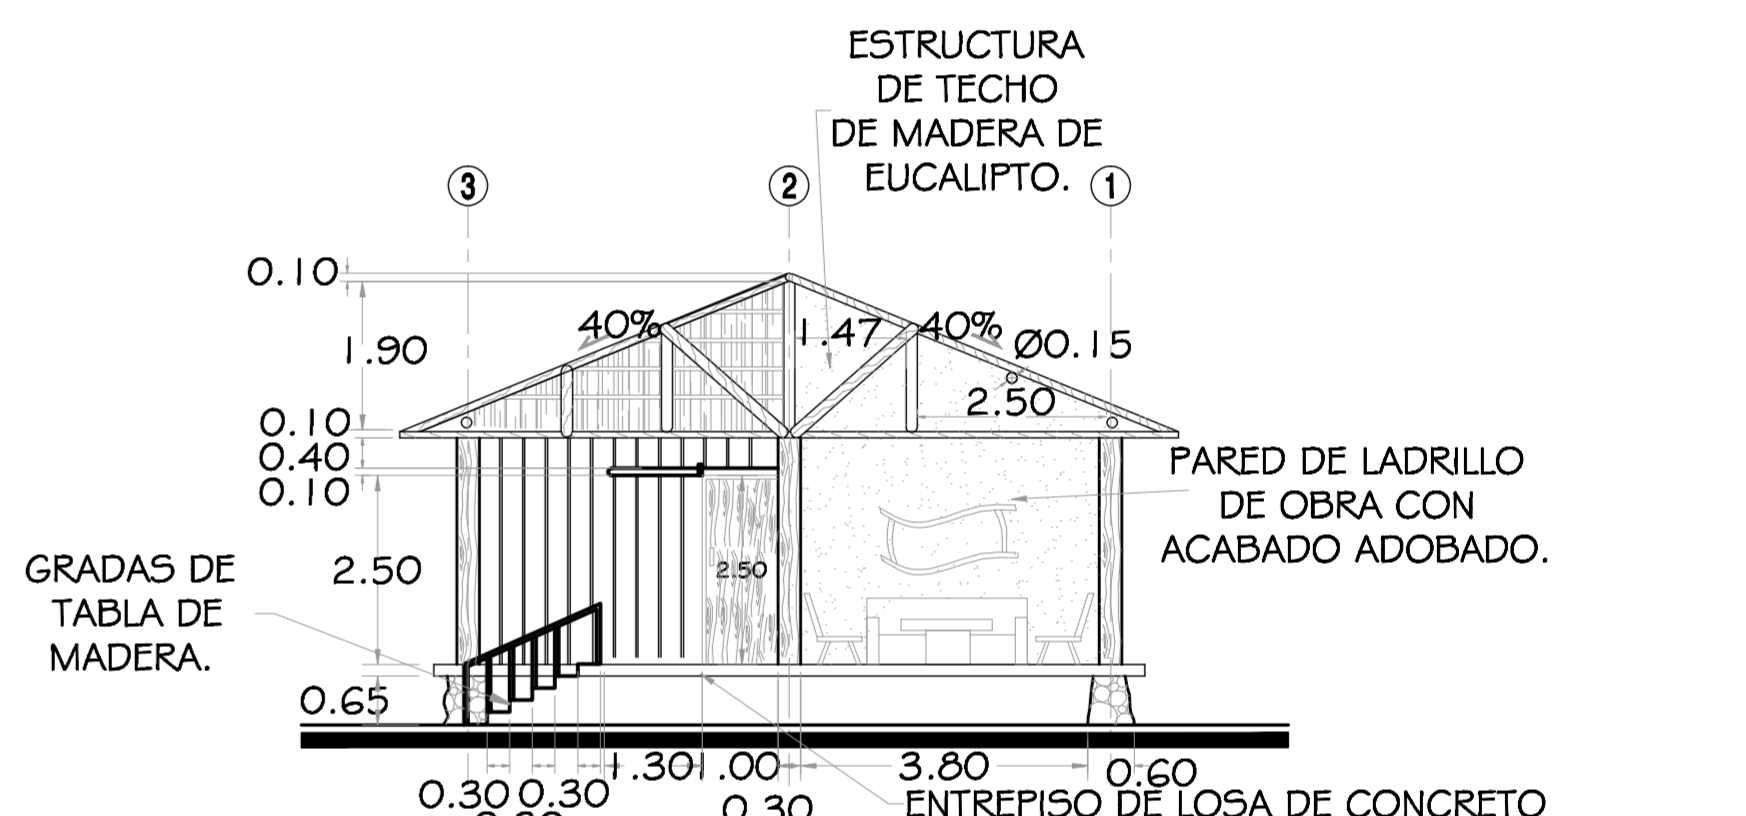 ESTRUCTURA
DE TECHO
DE MADERA DE
EUCALIPTO.
3
2
1
0.10
1.90
40%
1.47
40%
Ø0.15
2.50
0.10
0.40
0.10
PARED DE LADRILLO
DE OBRA CON
ACABADO ADOBADO.
2.50
2.50
GRADAS DE
TABLA DE
MADERA.
0.65
1.30
1.00
3.80
0.60
0.30
0.30
0.30
ENTREPISO DE LOSA DE CONCRETO